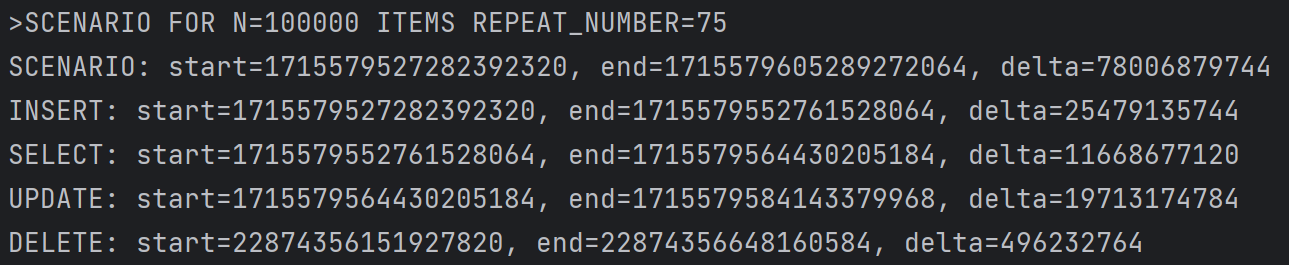 >SCENARIO FOR N=100000 ITEMS REPEAT_NUMBER=75
SCENARIO: start=1715579527282392320, end=1715579605289272064, delta=78006879744
INSERT: start=1715579527282392320, end=1715579552761528064, delta=25479135744
SELECT: start=1715579552761528064, end=1715579564430205184, delta=11668677120
UPDATE: start=1715579564430205184, end=1715579584143379968, delta=19713174784
DELETE: start=22874356151927820, end=22874356648160584, delta=496232764